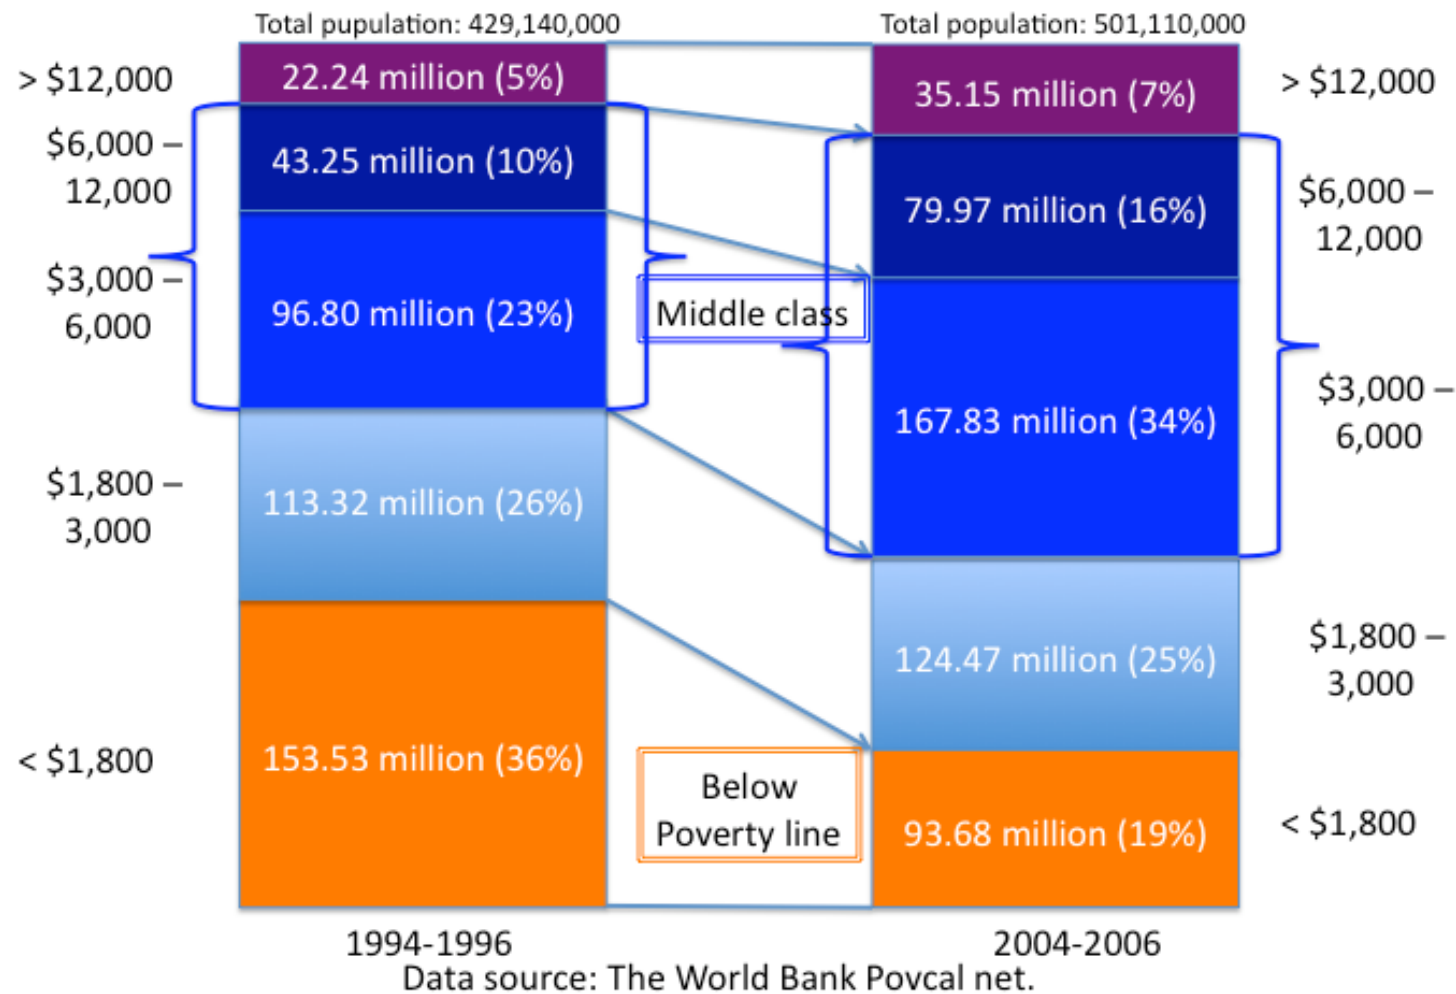 Total pupulation: 429,140,000
Total population: 501,110,000
> $12,000
22.24 million (5%)
35.15 million (7%)
> $12,000
$6,000 –
12,000
43.25 million (10%)
79.97 million (16%)
$6,000 –
12,000
$3,000 –
6,000
96.80 million (23%)
Middle class
167.83 million (34%)
$3,000 –
6,000
$1,800 –
3,000
113.32 million (26%)
124.47 million (25%)
$1,800 –
3,000
< $1,800
153.53 million (36%)
Below
Poverty line
93.68 million (19%)
< $1,800
1994-1996
2004-2006
Data source: The World Bank Povcal net.